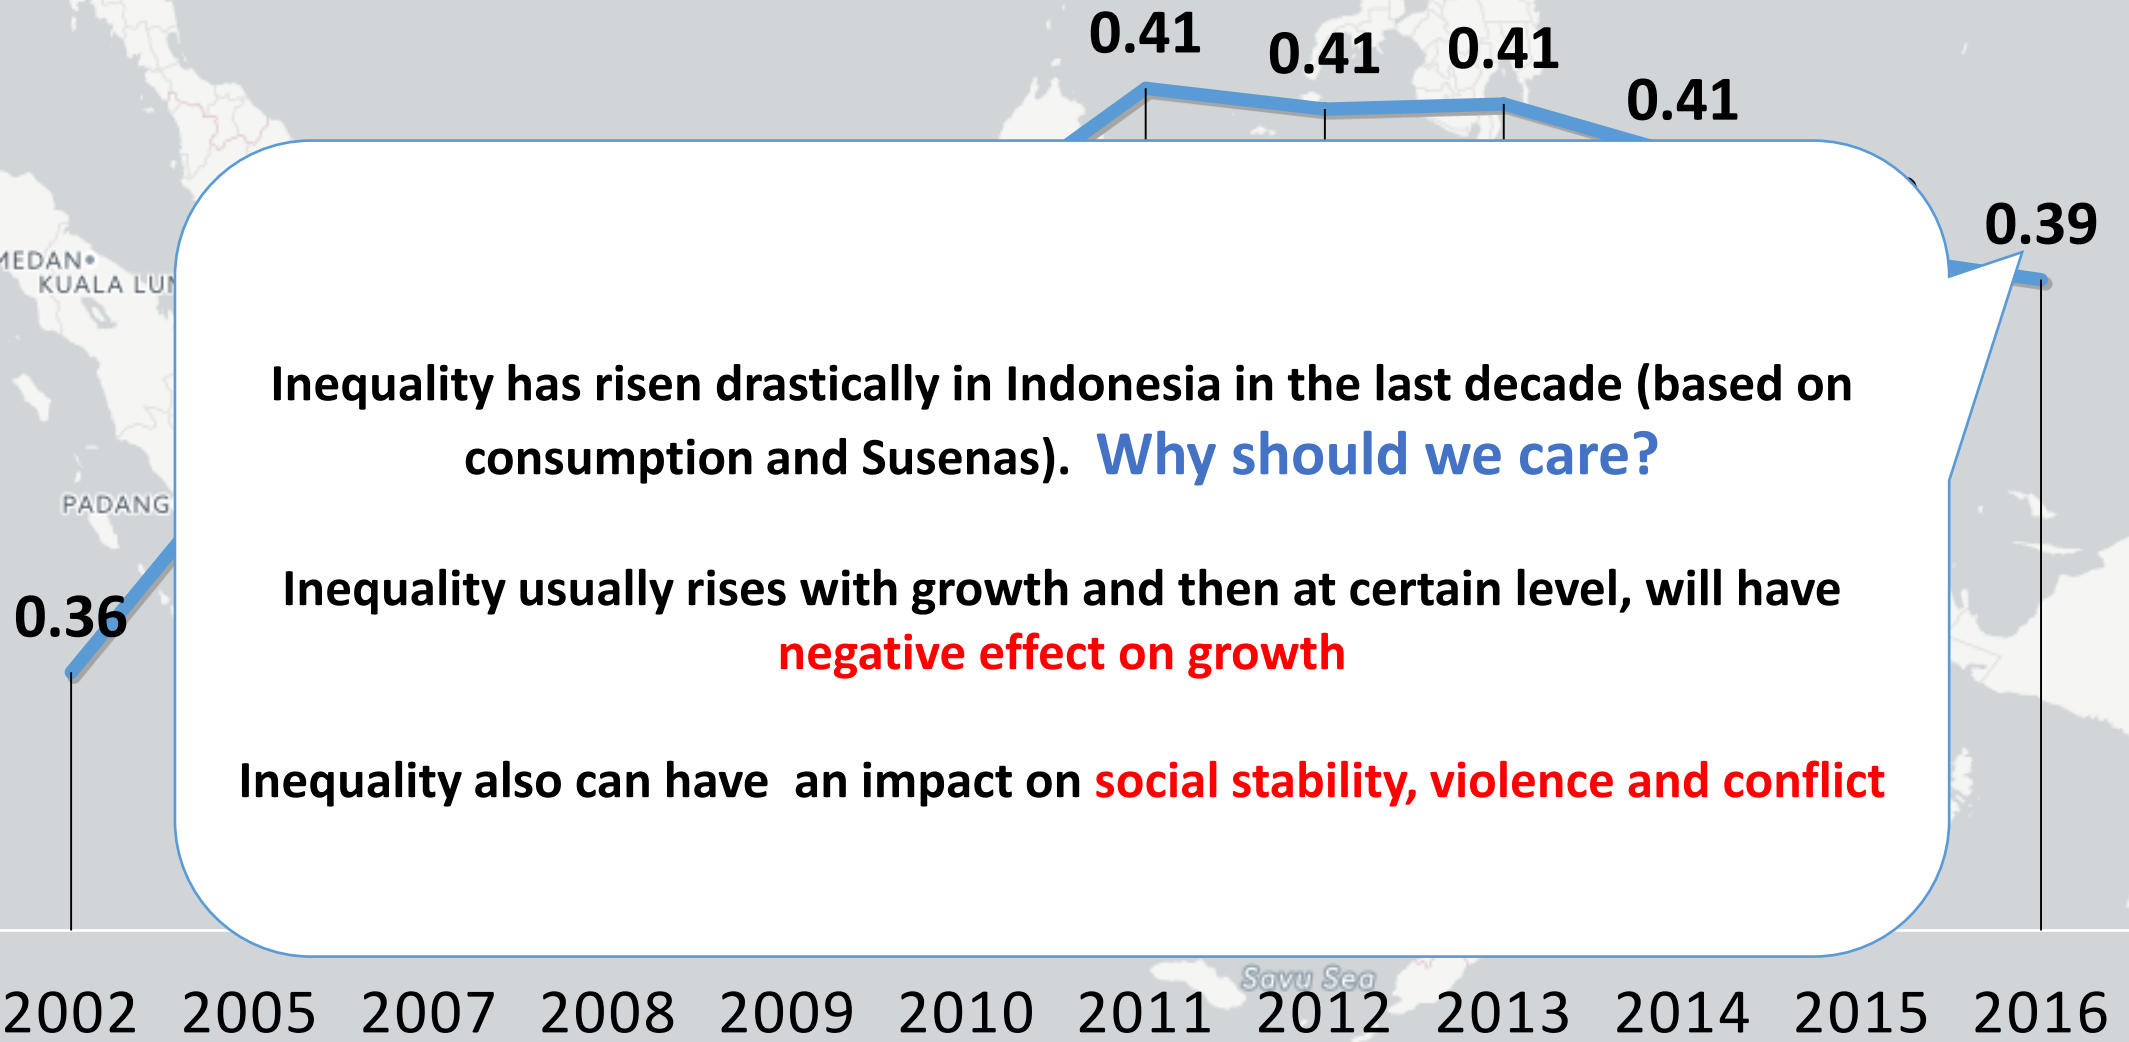 0.41
0.41
0.41
0.41
0.39
MEDAN
KUALA LUM
Inequality has risen drastically in Indonesia in the last decade (based on
consumption and Susenas). Why should we care?
PADANG
Inequality usually rises with growth and then at certain level, will have
0.36
negative effect on growth
Inequality also can have an impact on social stability, violence and conflict
Savu Sea
2002 2005 2007 2008 2009 2010 2011 2012 2013 2014 2015 2016